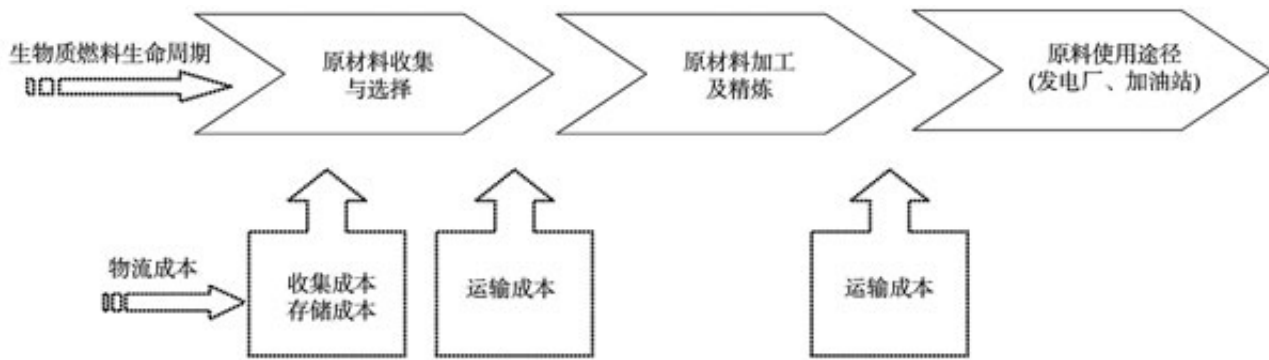 生物质燃料生命周期
原材料收集
与选择
原材料加工
及精炼
原料使用途径
(发电厂、加油站)
物流成本
收集成本
存储成本
运输成本
运输成本